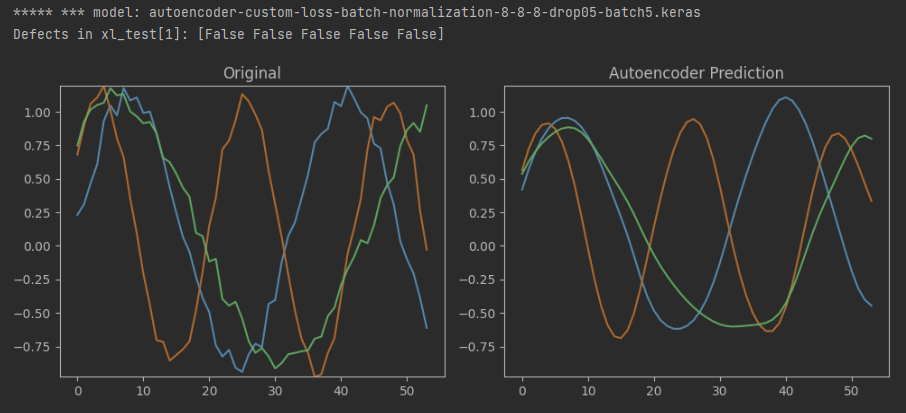 ***** *** model: autoencoder-custom-loss-batch-normalization-8-8-8-drop05-batch5.keras
Defects in xl_test[1]: [False False False False False]
Original
Autoencoder Prediction
1.00
0.75
0.50
0.25
0.00
−0.25
−0.50
−0.75
0 10 20 30 40 50
1.00
0.75
0.50
0.25
0.00
−0.25
−0.50
−0.75
0 10 20 30 40 50